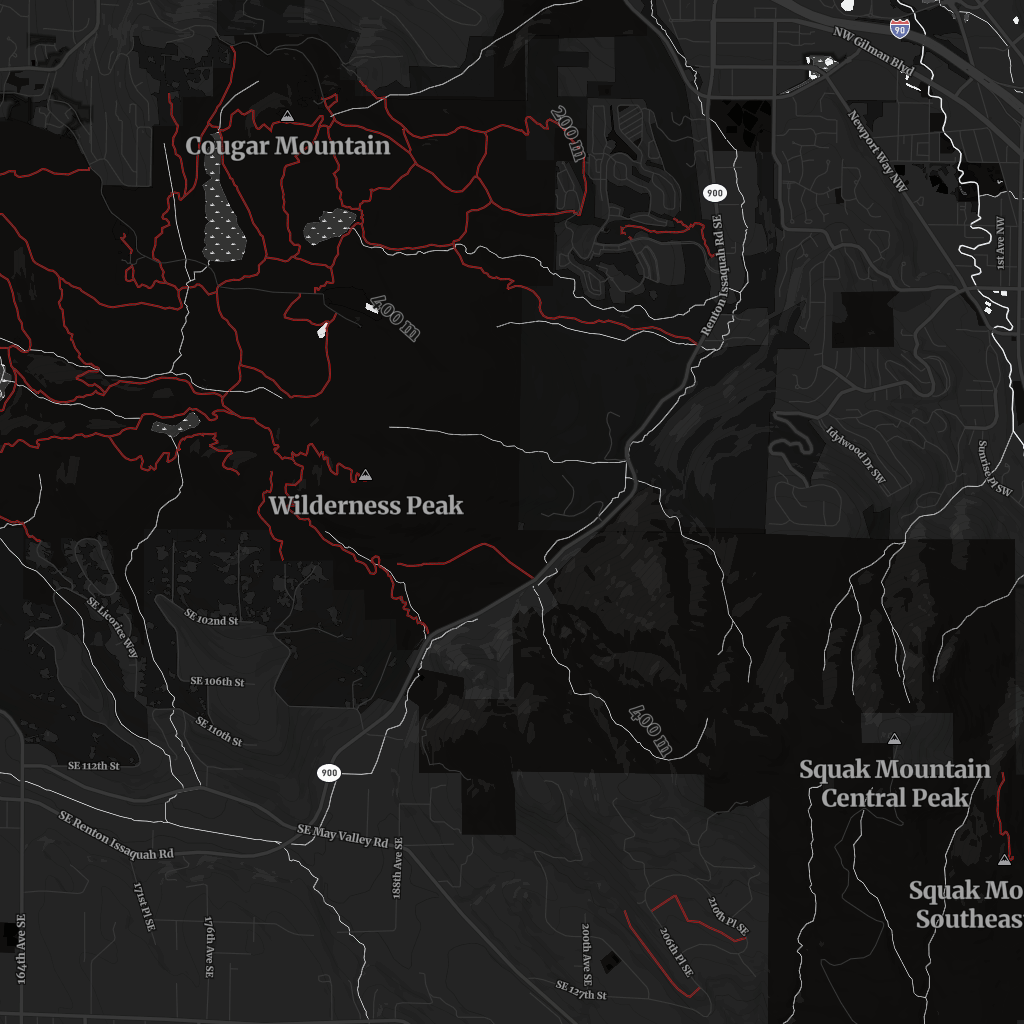 90
NW Gilman Blvd
200 m
Newport Way NW
Cougar Mountain
900
1st Ave NW
Renton Issaquah Rd SE
400 m
Idylwood Dr SW
Sunrise Pl SW
Wilderness Peak
SE Licorice Way
SE 102nd St
SE 106th St
SE 110th St
400 m
SE 112th St
900
Squak Mountain
Central Peak
SE Renton Issaquah Rd
SE May Valley Rd
188th Ave SE
Squak Mo
Southeas
171st Pl SE
176th Ave SE
164th Ave SE
200th Ave SE
206th Pl SE
210th Pl SE
SE 127th St